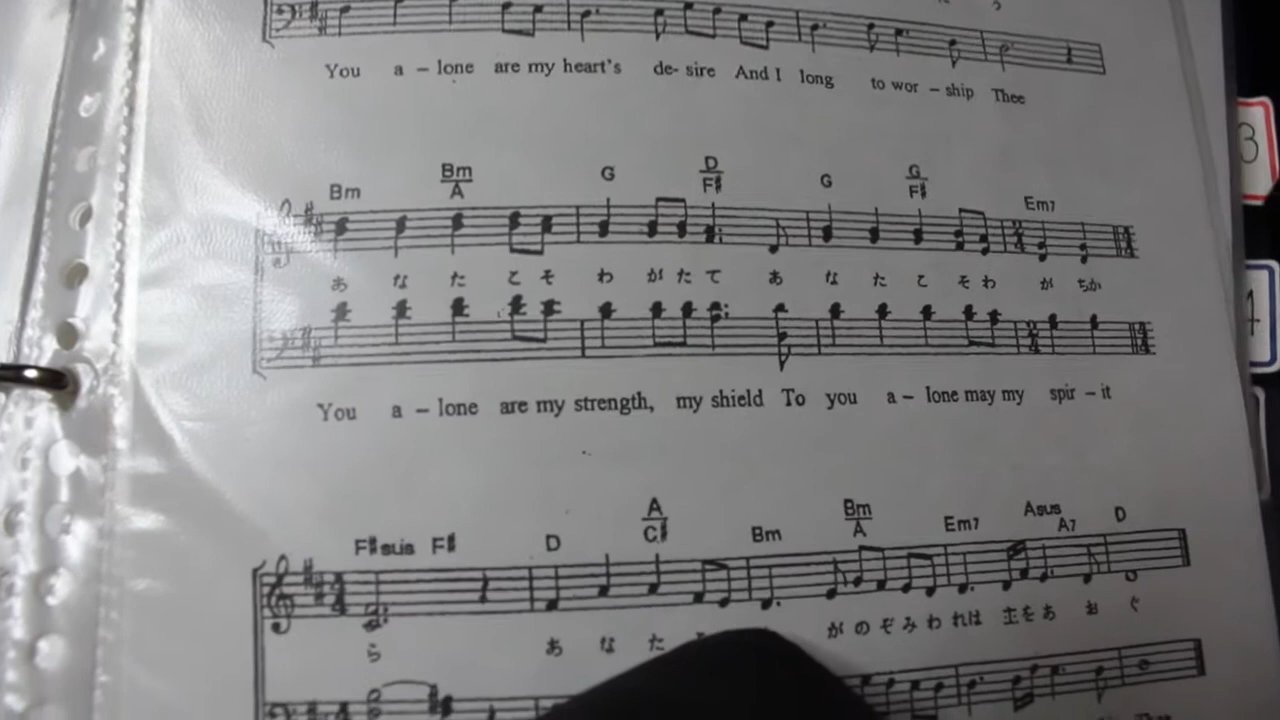 You a – lone are my heart's de- sire And I long to wor – ship Thee
Bm Bm/A G D/F# G G/F# Em7
あ な た こ そ わ が た て あ な た こ そ わ が ちか
You a – lone are my strength, my shield To you a – lone may my spir – it
F#sus F# D A/C# Bm Bm/A Em7 Asus A7 D
ら あ な た が の ぞ み わ れ は 主 を あ お ぐ
3